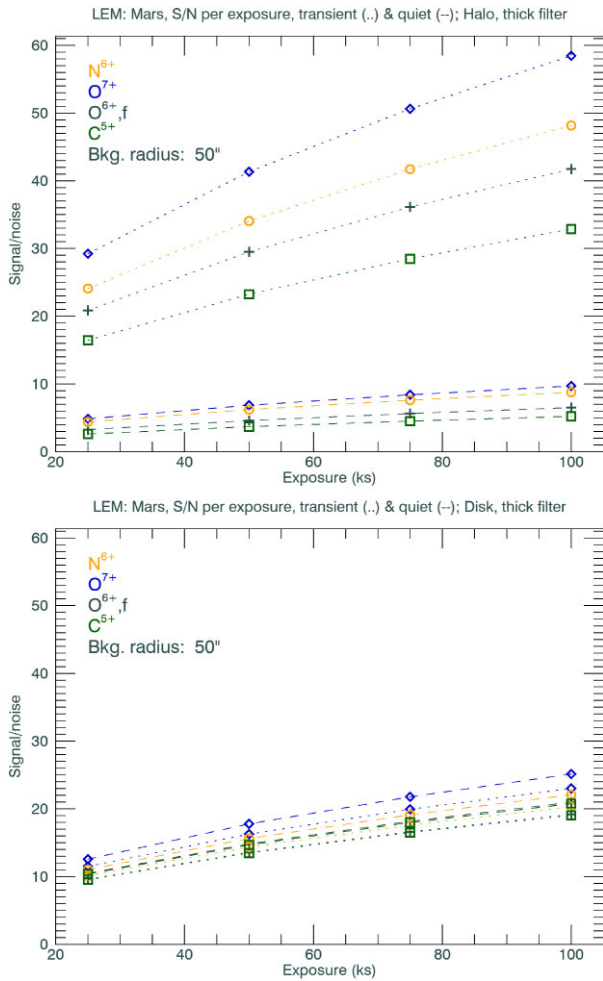 LEM: Mars, S/N per exposure, transient (..) & quiet (--); Halo, thick filter
60
N⁶⁺
O⁷⁺
50
O⁶⁺,f
C⁵⁺
Bkg. radius: 50"
40
Signal/noise
30
20
10
0
20 40 60 80 100
Exposure (ks)
LEM: Mars, S/N per exposure, transient (..) & quiet (--); Disk, thick filter
60
N⁶⁺
O⁷⁺
50
O⁶⁺,f
C⁵⁺
Bkg. radius: 50"
40
Signal/noise
30
20
10
0
20 40 60 80 100
Exposure (ks)